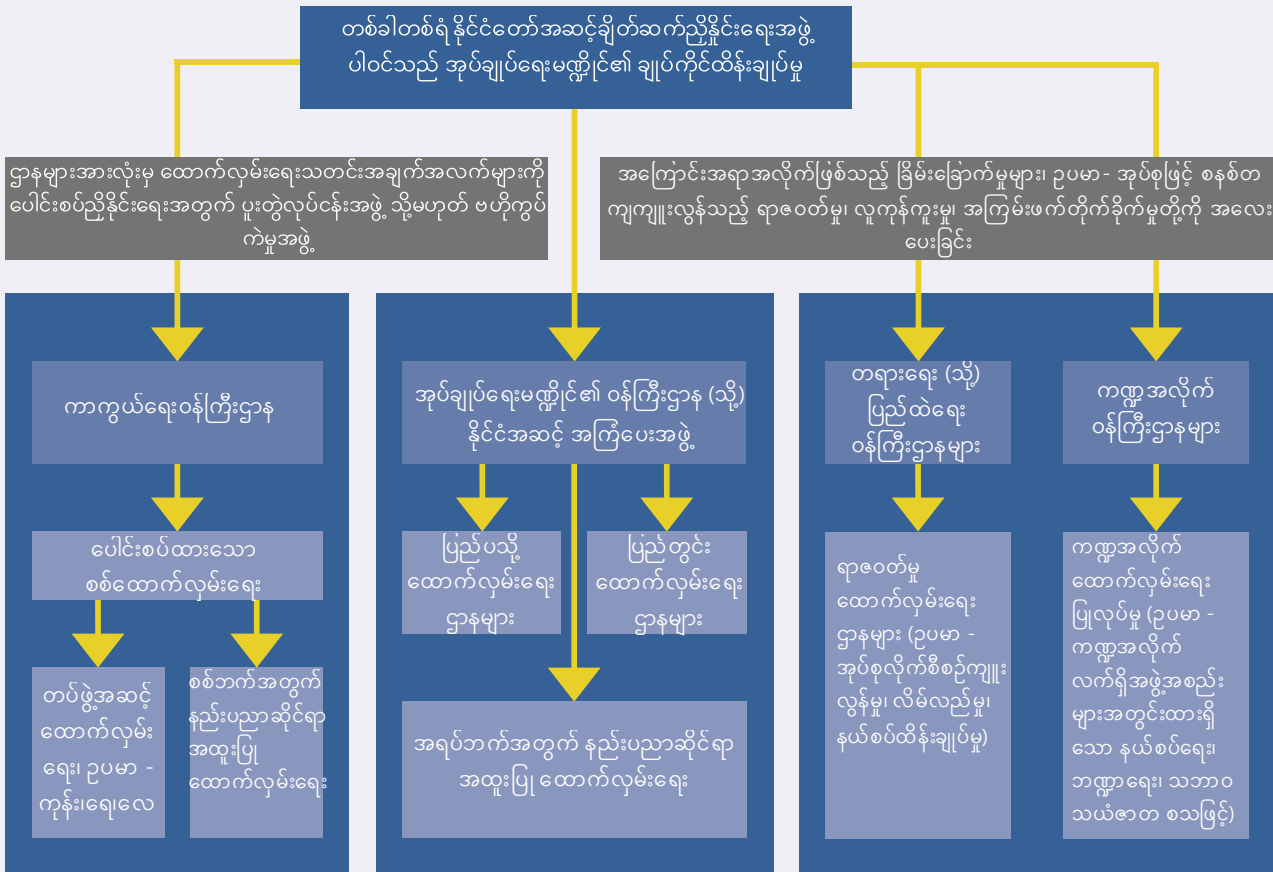 တစ်ခါတစ်ရံ နိုင်ငံတော်အဆင့်ချိတ်ဆက်ညှိနှိုင်းရေးအဖွဲ့
ပါဝင်သည် အုပ်ချုပ်ရေးမဏ္ဍိုင်၏ ချုပ်ကိုင်ထိန်းချုပ်မှု
ဌာနများအားလုံးမှ ထောက်လှမ်းရေးသတင်းအချက်အလက်များကို
ပေါင်းစပ်ညှိနိုင်းရေးအတွက် ပူးတွဲလုပ်ငန်းအဖွဲ့ သို့မဟုတ် ဗဟိုကွပ်
ကဲမှုအဖွဲ့
အကြောင်းအရာအလိုက်ဖြစ်သည့် ခြိမ်းခြောက်မှုများ၊ ဥပမာ - အုပ်စုဖြင့် စနစ်တ
ကျကျူးလွန်သည့် ရာဇဝတ်မှု၊ လူကုန်ကူးမှု၊ အကြမ်းဖက်တိုက်ခိုက်မှုတို့ကို အလေး
ပေးခြင်း
ကာကွယ်ရေးဝန်ကြီးဌာန
ပေါင်းစပ်ထားသော
စစ်ထောက်လှမ်းရေး
တပ်ဖွဲ့အဆင့်
ထောက်လှမ်း
ရေး၊ ဥပမာ -
ကုန်း၊ရေ၊လေ
စစ်ဘက်အတွက်
နည်းပညာဆိုင်ရာ
အထူးပြု
ထောက်လှမ်းရေး
အုပ်ချုပ်ရေးမဏ္ဍိုင်၏ ဝန်ကြီးဌာန (သို့)
နိုင်ငံအဆင့် အကြံပေးအဖွဲ့
ပြည်ပသို့
ထောက်လှမ်းရေး
ဌာနများ
ပြည်တွင်း
ထောက်လှမ်းရေး
ဌာနများ
အရပ်ဘက်အတွက် နည်းပညာဆိုင်ရာ
အထူးပြု ထောက်လှမ်းရေး
တရားရေး (သို့)
ပြည်ထဲရေး
ဝန်ကြီးဌာနများ
ရာဇဝတ်မှု
ထောက်လှမ်းရေး
ဌာနများ (ဥပမာ -
အုပ်စုလိုက်စီစဉ်ကျူး
လွန်မှု၊ လိမ်လည်မှု၊
နယ်စပ်ထိန်းချုပ်မှု)
ကဏ္ဍအလိုက်
ဝန်ကြီးဌာနများ
ကဏ္ဍအလိုက်
ထောက်လှမ်းရေး
ပြုလုပ်မှု (ဥပမာ -
ကဏ္ဍအလိုက်
လက်ရှိအဖွဲ့အစည်း
များအတွင်းထားရှိ
သော နယ်စပ်ရေး၊
ဘဏ္ဍာရေး၊ သဘာဝ
သယံဇာတ စသဖြင့်)